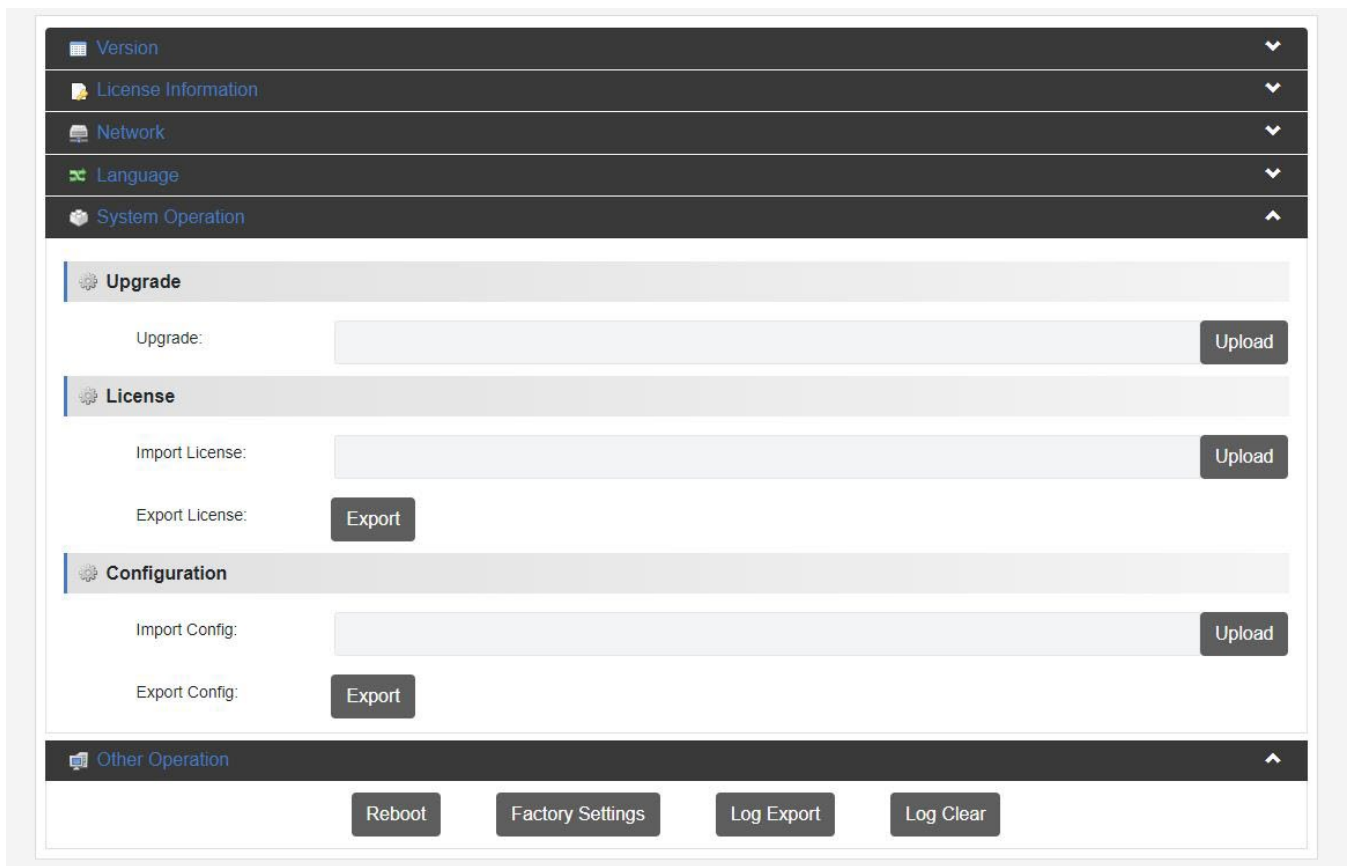 Version
License Information
Network
Language
System Operation
Upgrade
Upgrade: Upload
License
Import License: Upload
Export License: Export
Configuration
Import Config: Upload
Export Config: Export
Other Operation
Reboot Factory Settings Log Export Log Clear